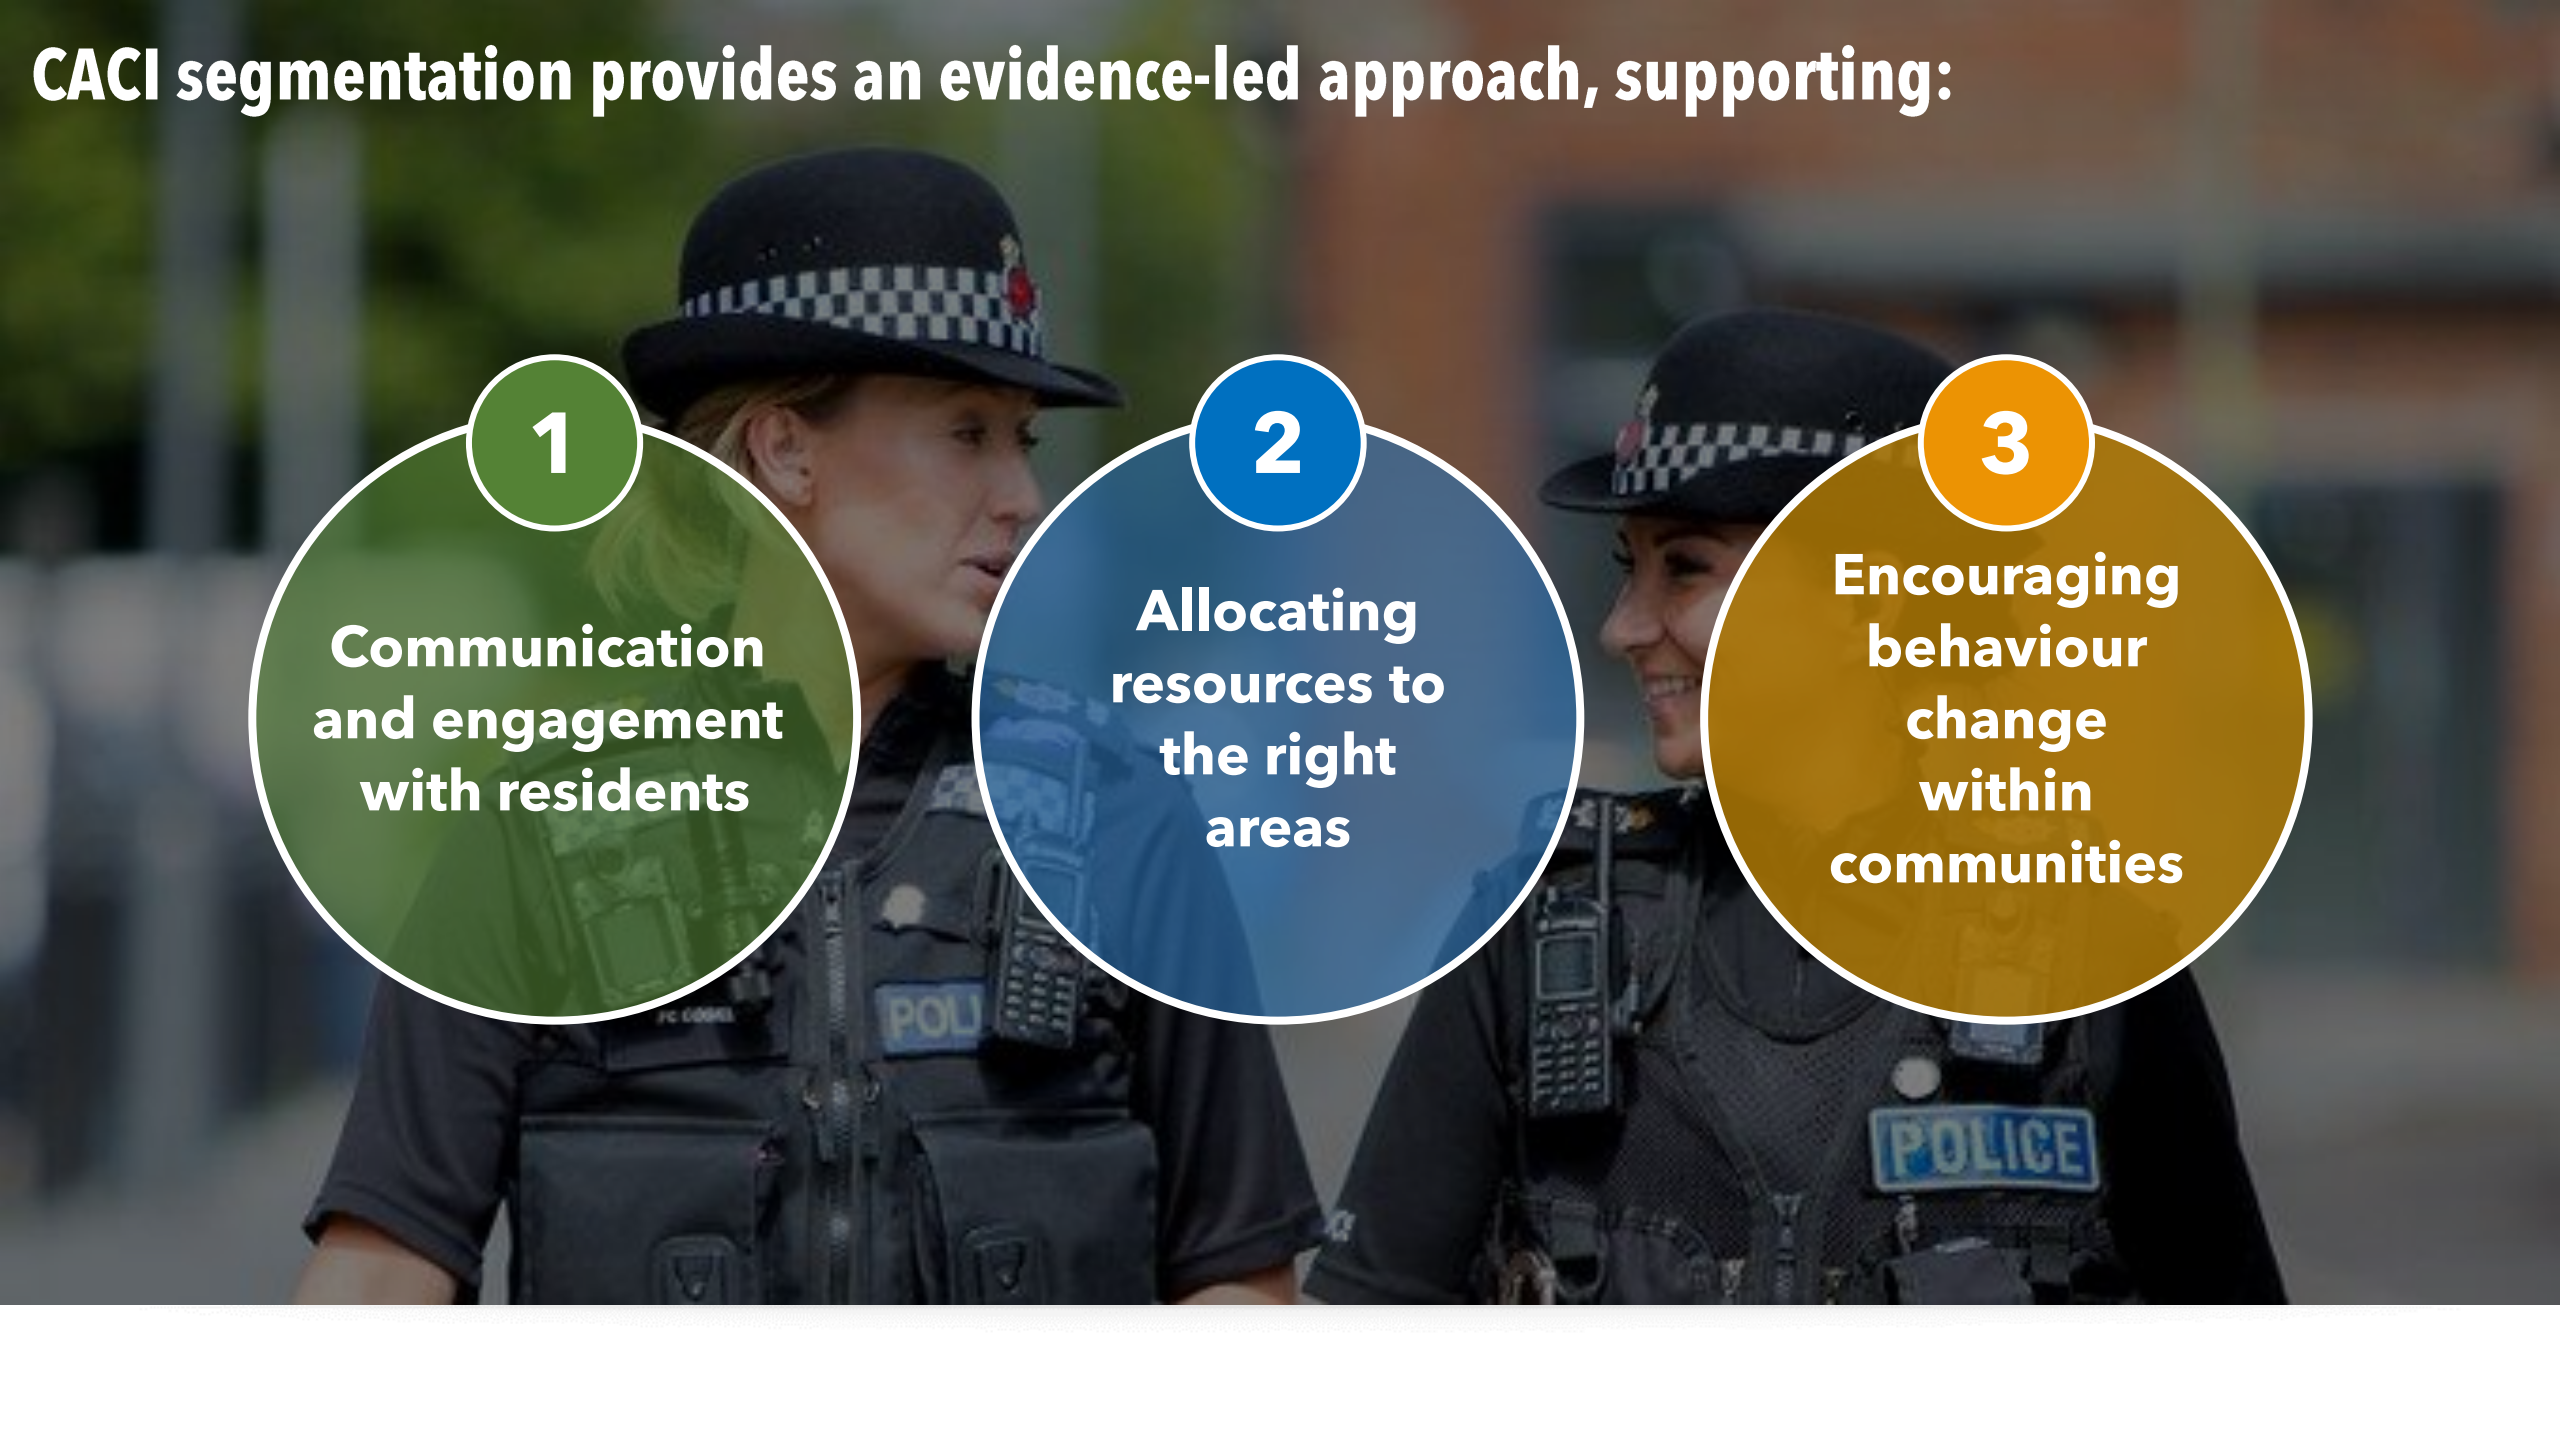 CACI segmentation provides an evidence-led approach, supporting:
1
Communication
and engagement
with residents
2
Allocating
resources to
the right
areas
3
Encouraging
behaviour
change
within
communities
POLI
POLICE